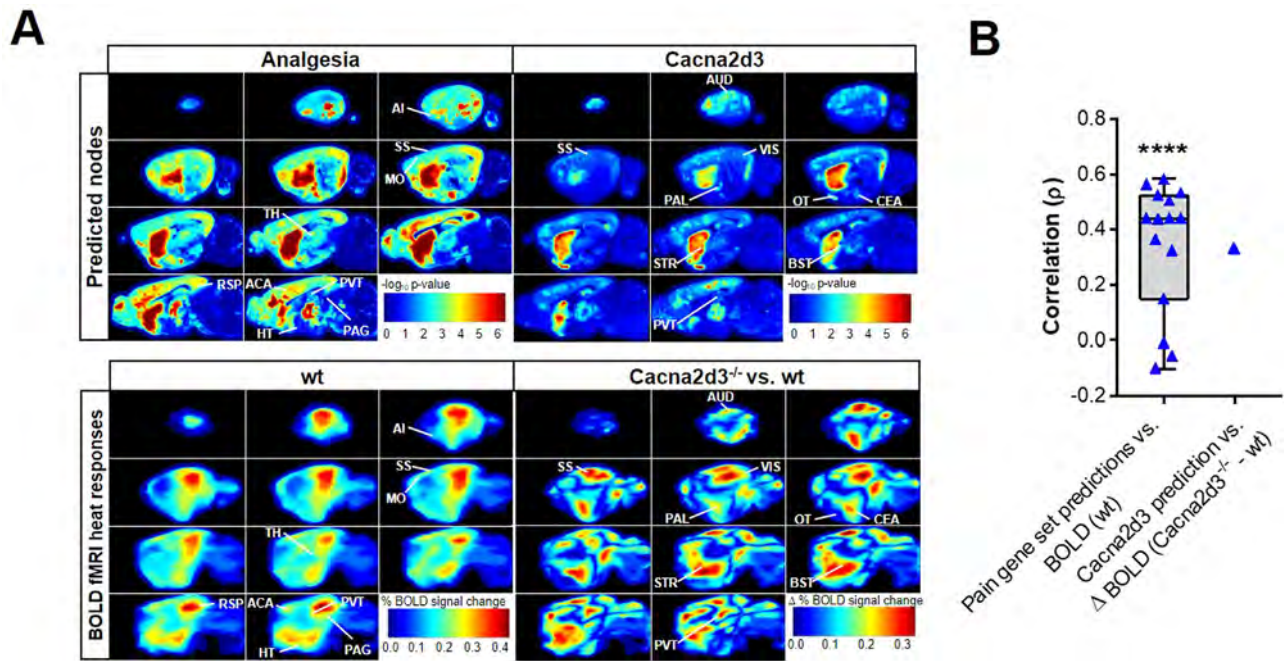 A
Analgesia
Cacna2d3
Predicted nodes
AI
AUD
SS
MO
SS
VIS
PAL
OT
CEA
TH
STR
BST
RSP
ACA
PVT
HT
PAG
-log₁₀ p-value
0 1 2 3 4 5 6
PVT
-log₁₀ p-value
0 1 2 3 4 5 6
wt
Cacna2d3⁻/⁻ vs. wt
BOLD fMRI heat responses
AI
AUD
SS
MO
SS
VIS
PAL
OT
CEA
TH
STR
BST
RSP
ACA
PVT
PAG
HT
% BOLD signal change
0.0 0.1 0.2 0.3 0.4
PVT
Δ % BOLD signal change
0.0 0.1 0.2 0.3
B
Correlation (ρ)
0.8
0.6
0.4
0.2
0.0
-0.2
****
Pain gene set predictions vs.
BOLD (wt)
Cacna2d3 prediction vs.
Δ BOLD (Cacna2d3⁻/⁻ - wt)